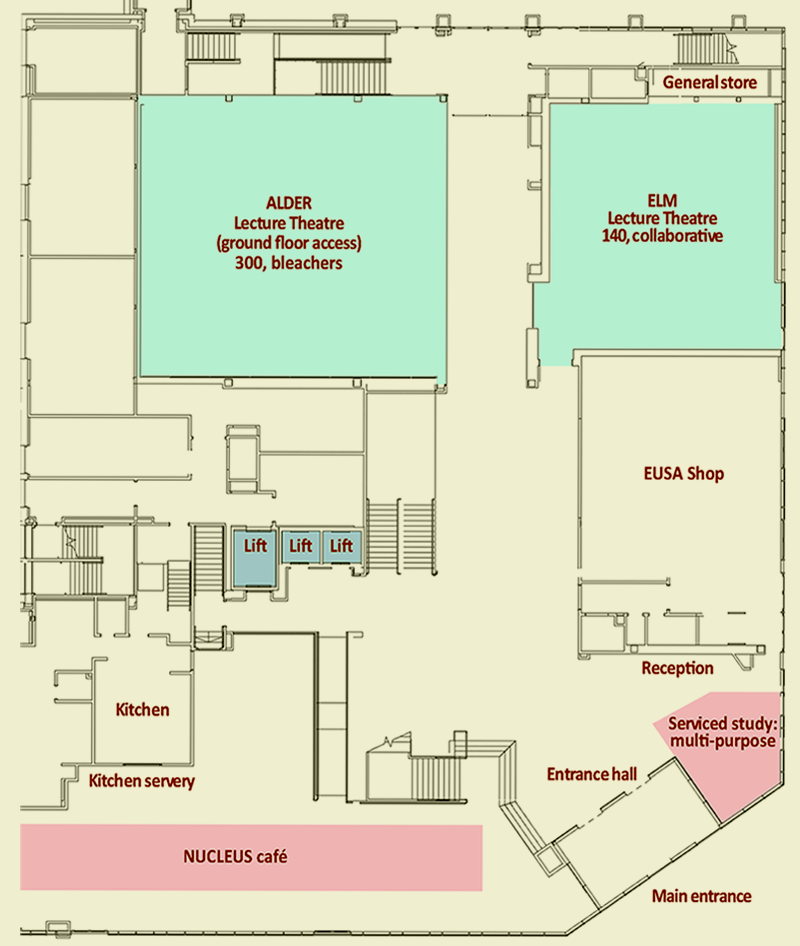 General store
ALDER
Lecture Theatre
(ground floor access)
300, bleachers
ELM
Lecture Theatre
140, collaborative
EUSA Shop
Lift
Lift
Lift
Reception
Kitchen
Serviced study:
multi-purpose
Kitchen servery
Entrance hall
NUCLEUS café
Main entrance